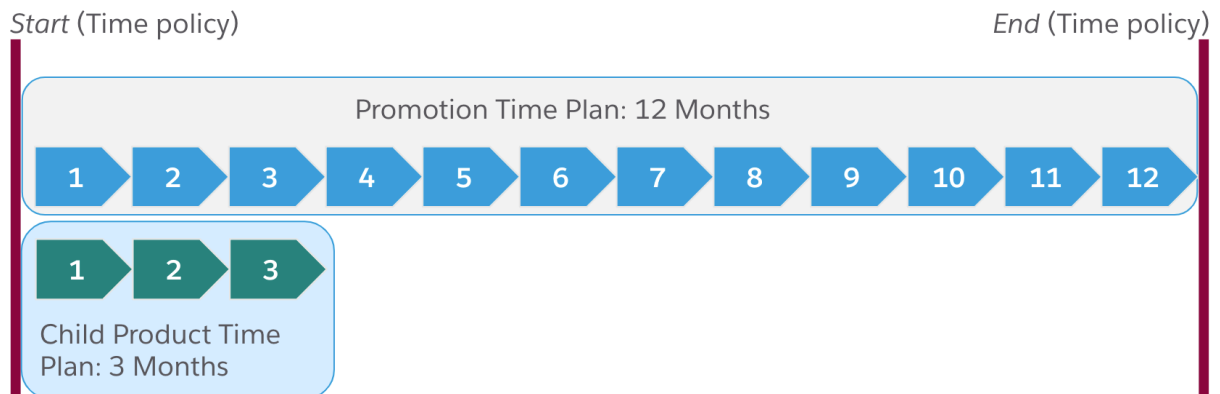 Start (Time policy)
End (Time policy)
Promotion Time Plan: 12 Months
1 2 3 4 5 6 7 8 9 10 11 12
1 2 3
Child Product Time
Plan: 3 Months